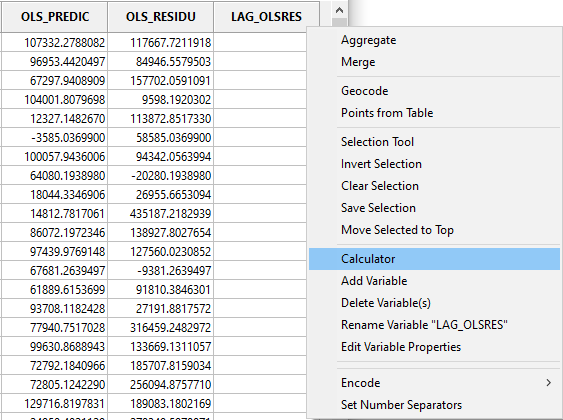 OLS_PREDIC OLS_RESIDU LAG_OLSRES
107332.2788082 117667.7211918
96953.4420497 84946.5579503
67297.9408909 157702.0591091
104001.8079698 9598.1920302
12327.1482670 113872.8517330
-3585.0369900 58585.0369900
100057.9436006 94342.0563994
64080.1938980 -20280.1938980
18044.3346906 26955.6653094
14812.7817061 435187.2182939
86072.1972346 138927.8027654
97439.9769148 127560.0230852
67681.2639497 -9381.2639497
61889.6153699 91810.3846301
93708.1182428 27191.8817572
77940.7517028 316459.2482972
99630.8688943 133669.1311057
72792.1840966 185707.8159034
72805.1242290 256094.8757710
129716.8197831 189083.1802169
Aggregate
Merge
Geocode
Points from Table
Selection Tool
Invert Selection
Clear Selection
Save Selection
Move Selected to Top
Calculator
Add Variable
Delete Variable(s)
Rename Variable "LAG_OLSRES"
Edit Variable Properties
Encode
Set Number Separators